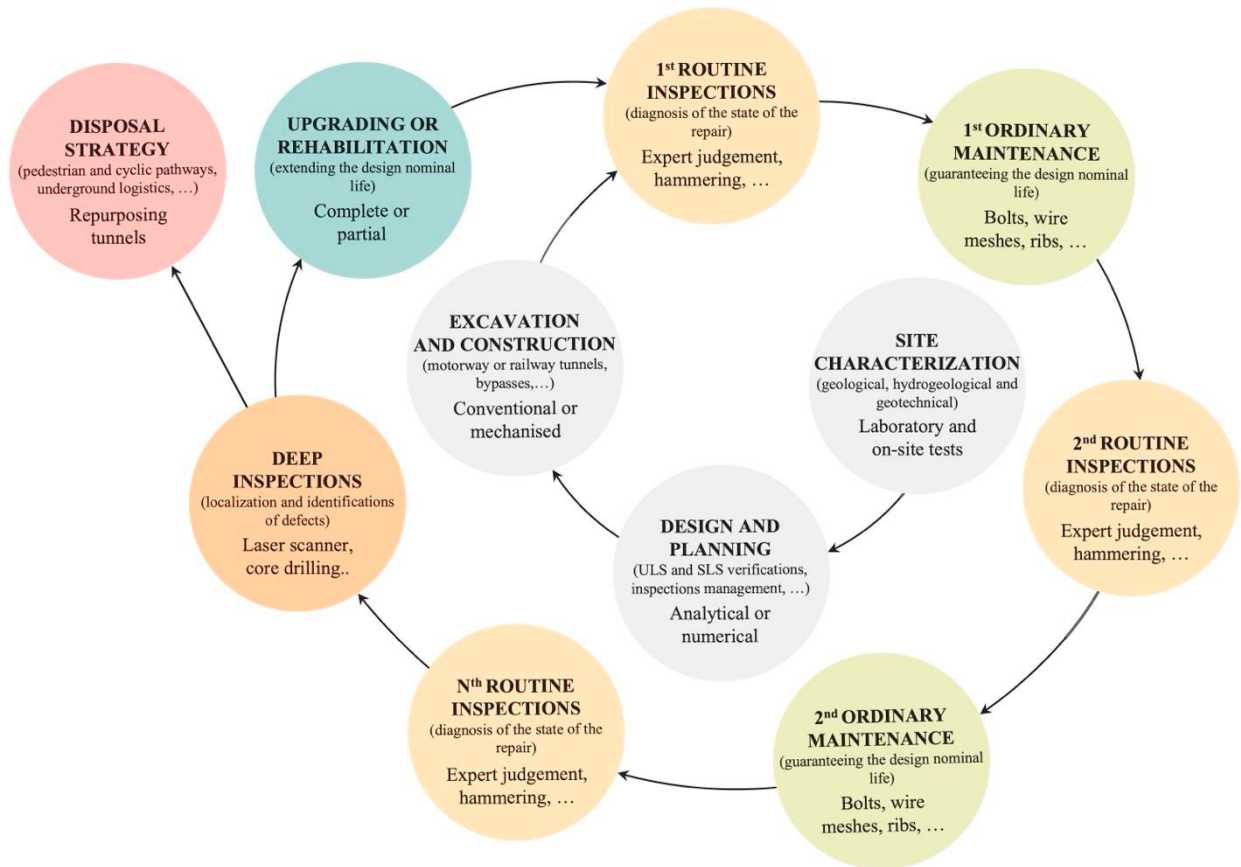 DISPOSAL
STRATEGY
(pedestrian and cyclic pathways,
underground logistics, …)
Repurposing
tunnels
UPGRADING OR
REHABILITATION
(extending the design nominal
life)
Complete or
partial
1st ROUTINE
INSPECTIONS
(diagnosis of the state of the
repair)
Expert judgement,
hammering, …
1st ORDINARY
MAINTENANCE
(guaranteeing the design nominal
life)
Bolts, wire
meshes, ribs, …
EXCAVATION
AND CONSTRUCTION
(motorway or railway tunnels,
bypasses,…)
Conventional or
mechanised
SITE
CHARACTERIZATION
(geological, hydrogeological and
geotechnical)
Laboratory and
on-site tests
2nd ROUTINE
INSPECTIONS
(diagnosis of the state of the
repair)
Expert judgement,
hammering, …
DEEP
INSPECTIONS
(localization and identifications
of defects)
Laser scanner,
core drilling..
DESIGN AND
PLANNING
(ULS and SLS verifications,
inspections management, …)
Analytical or
numerical
Nth ROUTINE
INSPECTIONS
(diagnosis of the state of the
repair)
Expert judgement,
hammering, …
2nd ORDINARY
MAINTENANCE
(guaranteeing the design nominal
life)
Bolts, wire
meshes, ribs, …